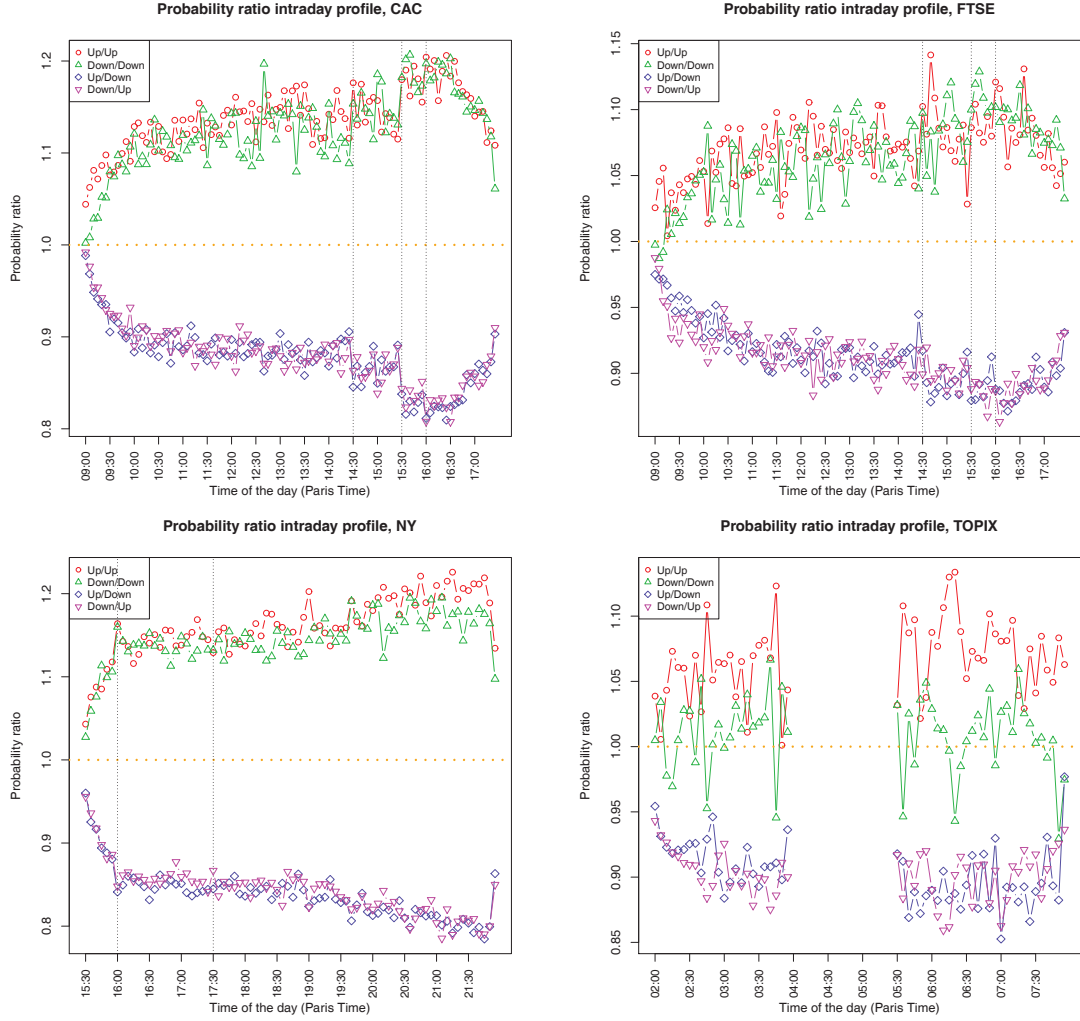 Probability ratio intraday profile, CAC
Up/Up
Down/Down
Up/Down
Down/Up
Probability ratio
0.8
0.9
1.0
1.1
1.2
09:00
09:30
10:00
10:30
11:00
11:30
12:00
12:30
13:00
13:30
14:00
14:30
15:00
15:30
16:00
16:30
17:00
Time of the day (Paris Time)
Probability ratio intraday profile, FTSE
Up/Up
Down/Down
Up/Down
Down/Up
Probability ratio
0.90
0.95
1.00
1.05
1.10
1.15
09:00
09:30
10:00
10:30
11:00
11:30
12:00
12:30
13:00
13:30
14:00
14:30
15:00
15:30
16:00
16:30
17:00
Time of the day (Paris Time)
Probability ratio intraday profile, NY
Up/Up
Down/Down
Up/Down
Down/Up
Probability ratio
0.8
0.9
1.0
1.1
1.2
15:30
16:00
16:30
17:00
17:30
18:00
18:30
19:00
19:30
20:00
20:30
21:00
21:30
Time of the day (Paris Time)
Probability ratio intraday profile, TOPIX
Up/Up
Down/Down
Up/Down
Down/Up
Probability ratio
0.85
0.90
0.95
1.00
1.05
1.10
02:00
02:30
03:00
03:30
04:00
04:30
05:00
05:30
06:00
06:30
07:00
07:30
Time of the day (Paris Time)